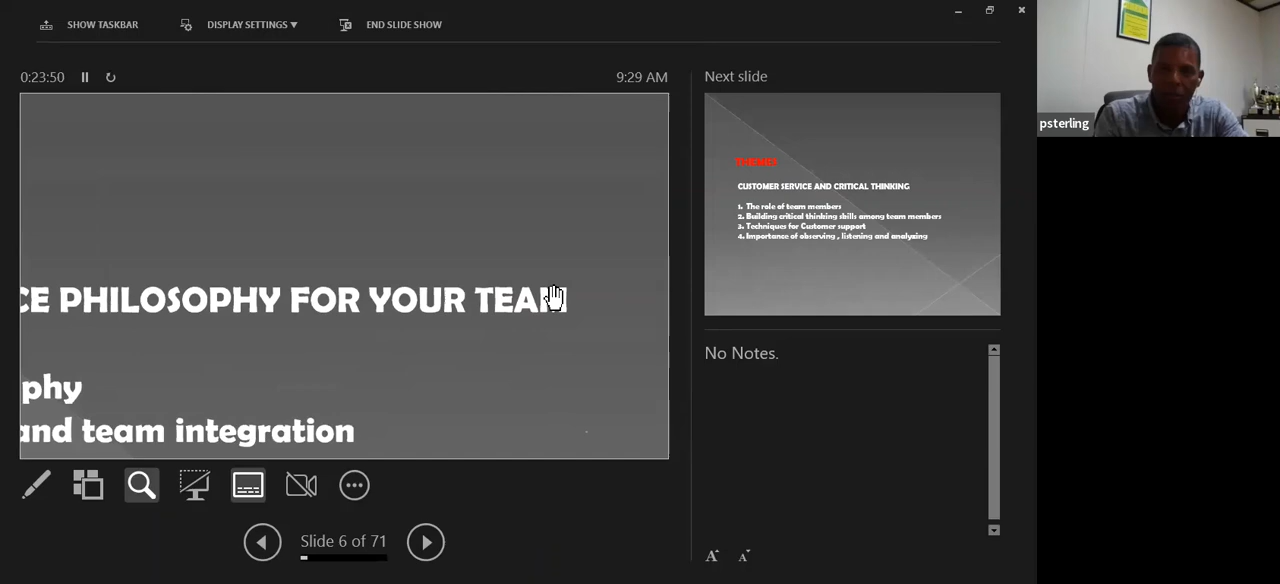 SHOW TASKBAR
DISPLAY SETTINGS
END SLIDE SHOW
0:23:50
9:29 AM
CE PHILOSOPHY FOR YOUR TEAM
phy
and team integration
Slide 6 of 71
Next slide
THEMES
CUSTOMER SERVICE AND CRITICAL THINKING
1. The role of team members
2. Building critical thinking skills among team members
3. Techniques for Customer support
4. Importance of observing , listening and analyzing
No Notes.
A
A
psterling